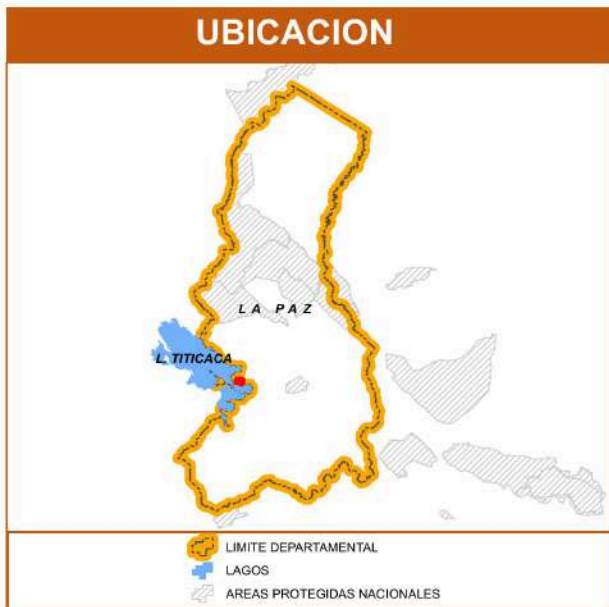 UBICACION
LA PAZ
L. TITICACA
LIMITE DEPARTAMENTAL
LAGOS
AREAS PROTEGIDAS NACIONALES